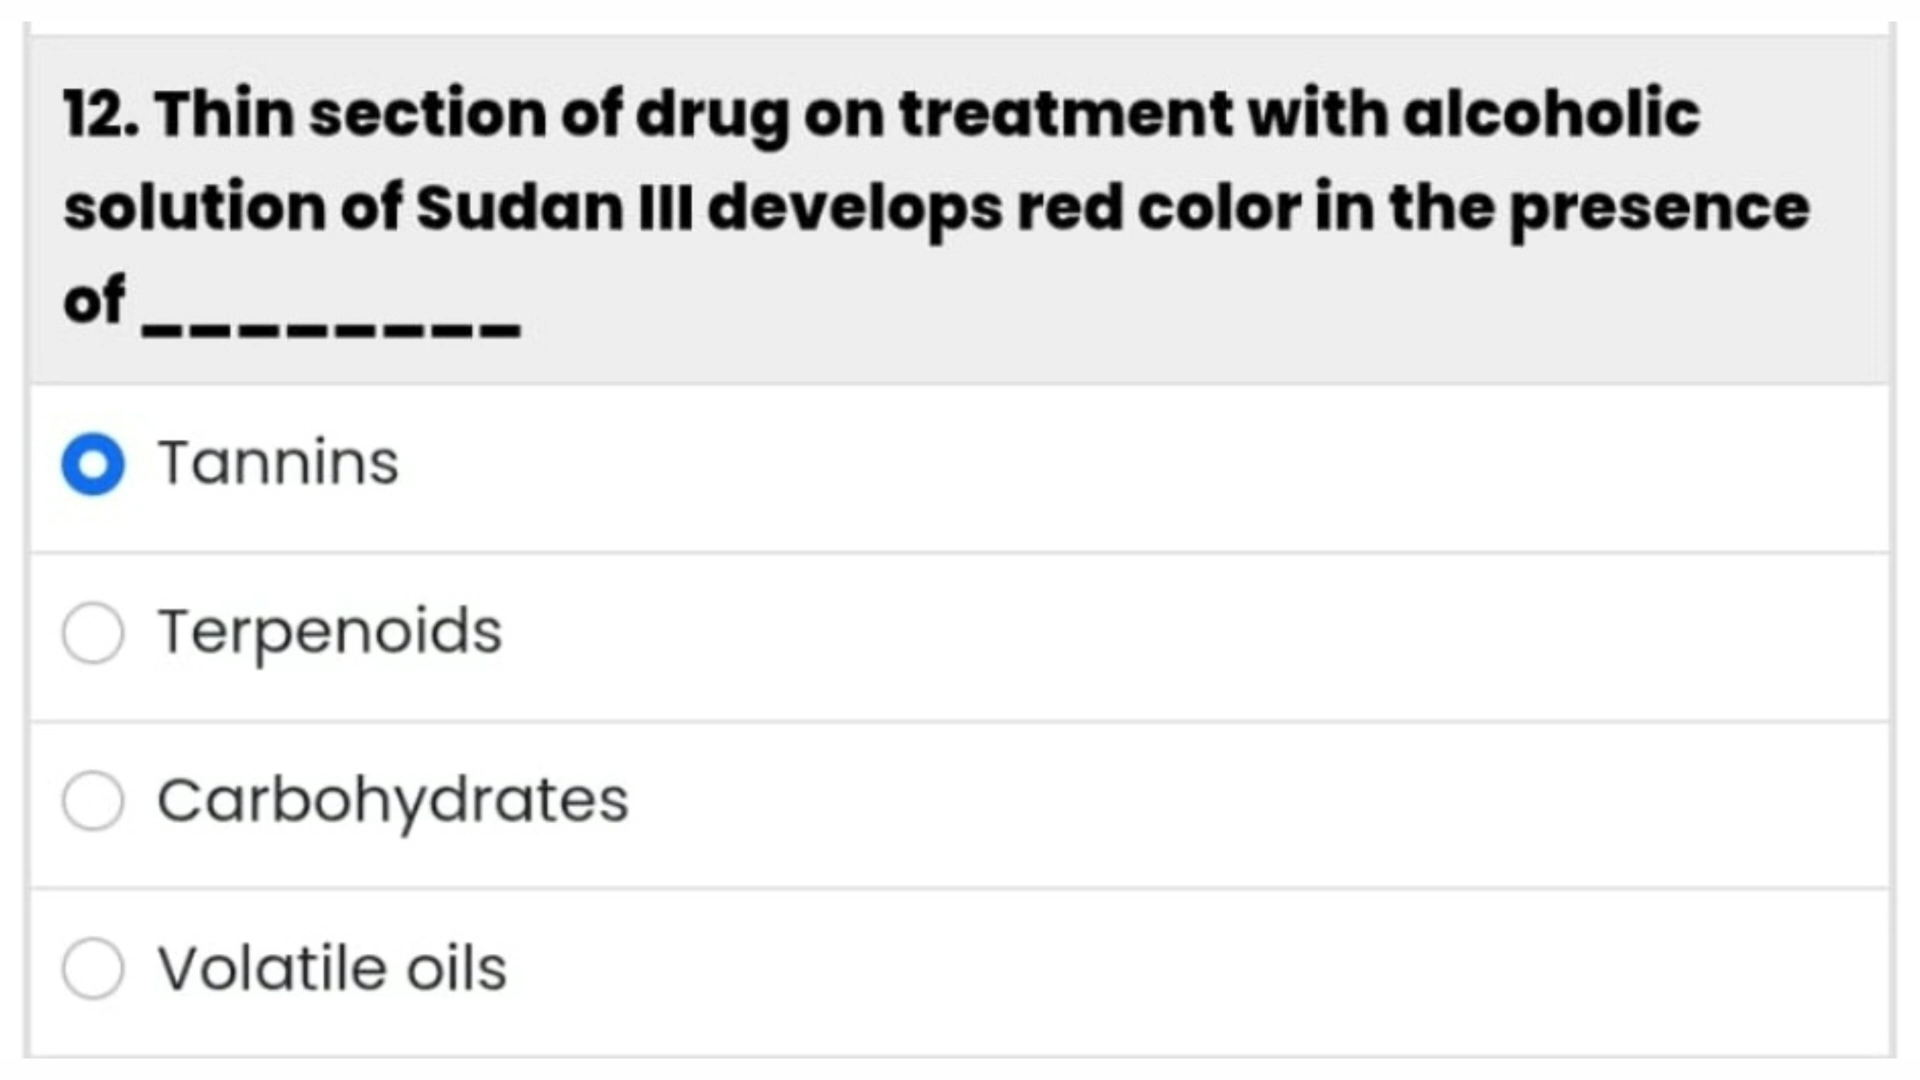 12. Thin section of drug on treatment with alcoholic
solution of Sudan III develops red color in the presence
of ________
Tannins
Terpenoids
Carbohydrates
Volatile oils